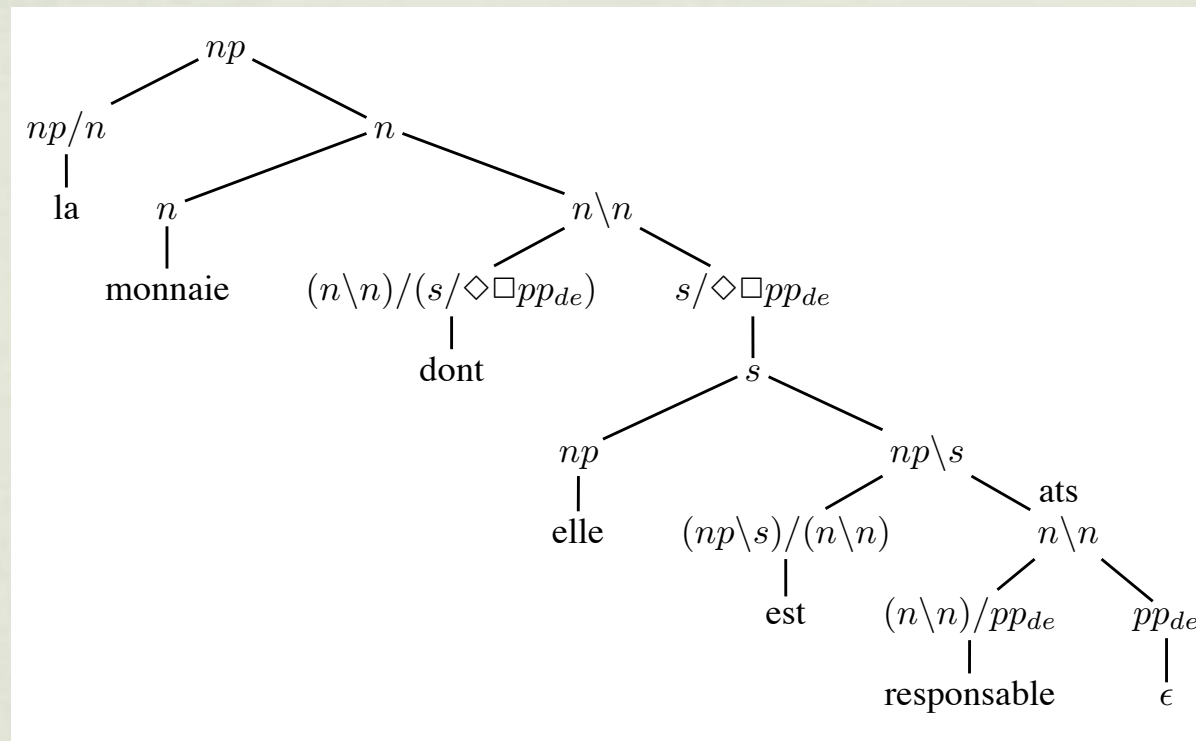 np
np/n n
la n n\n
monnaie (n\n)/(s/◇□pp_de) s/◇□pp_de
dont s
np np\s
ats
elle (np\s)/(n\n) n\n
est (n\n)/pp_de pp_de
responsable ϵ